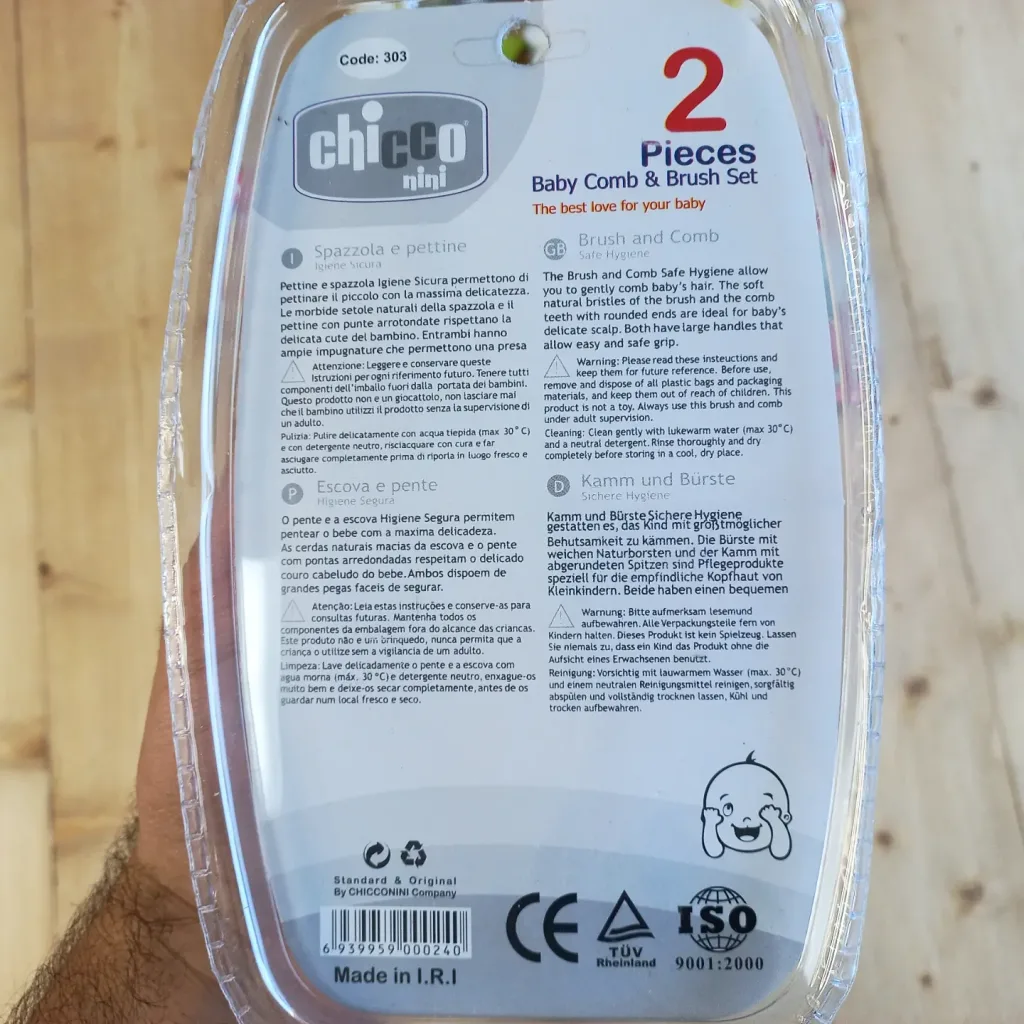 Code: 303
chicco
nini
2
Pieces
Baby Comb & Brush Set
The best love for your baby
I Spazzola e pettine
Igiene Sicura
Pettine e spazzola Igiene Sicura permettono di
pettinare il piccolo con la massima delicatezza.
Le morbide setole naturali della spazzola e il
pettine con punte arrotondate rispettano la
delicata cute del bambino. Entrambi hanno
ampie impugnature che permettono una presa
Attenzione: Leggere e conservare queste
Istruzioni per ogni riferimento futuro. Tenere tutti
componenti dell'imballo fuori dalla portata dei bambini.
Questo prodotto non e un giocattolo, non lasciare mai
che il bambino utilizzi il prodotto senza la supervisione di
un adulto.
Pulizia: Pulire delicatamente con acqua tiepida (max 30°C)
e con detergente neutro, risciacquare con cura e far
asciugare completamente prima di riporla in luogo fresco e
asciutto.
GB Brush and Comb
Safe Hygiene
The Brush and Comb Safe Hygiene allow
you to gently comb baby's hair. The soft
natural bristles of the brush and the comb
teeth with rounded ends are ideal for baby's
delicate scalp. Both have large handles that
allow easy and safe grip.
Warning: Please read these insteuctions and
keep them for future reference. Before use,
remove and dispose of all plastic bags and packaging
materials, and keep them out of reach of children. This
product is not a toy. Always use this brush and comb
under adult supervision.
Cleaning: Clean gently with lukewarm water (max 30°C)
and a neutral detergent. Rinse thoroughly and dry
completely before storing in a cool, dry place.
P Escova e pente
Higiene Segura
O pente e a escova Higiene Segura permitem
pentear o bebe com a maxima delicadeza.
As cerdas naturais macias da escova e o pente
com pontas arredondadas respeitam o delicado
couro cabeludo do bebe. Ambos dispoem de
grandes pegas faceis de segurar.
Atenção: Leia estas instruções e conserve-as para
consultas futuras. Mantenha todos os
componentes da embalagem fora do alcance das criancas.
Este produto não e um brinquedo, nunca permita que a
criança o utilize sem a vigilancia de um adulto.
Limpeza: Lave delicadamente o pente e a escova com
agua morna (máx. 30 °C) e detergente neutro, enxague-os
muito bem e deixe-os secar completamente, antes de os
guardar num local fresco e seco.
D Kamm und Bürste
Sichere Hygiene
Kamm und Bürste Sichere Hygiene
gestatten es, das Kind mit größtmöglicher
Behutsamkeit zu kämmen. Die Bürste mit
weichen Naturborsten und der Kamm mit
abgerundeten Spitzen sind Pflegeprodukte
speziell für die empfindliche Kopfhaut von
Kleinkindern. Beide haben einen bequemen
Warnung: Bitte aufmerksam lesemund
aufbewahren. Alle Verpackungsteile fern von
Kindern halten. Dieses Produkt ist kein Spielzeug. Lassen
Sie niemals zu, dass ein Kind das Produkt ohne die
Aufsicht eines Erwachsenen benutzt.
Reinigung: Vorsichtig mit lauwarmem Wasser (max. 30°C)
und einem neutralen Reinigungsmittel reinigen, sorgfältig
abspülen und vollständig trocknen lassen, Kühl und
trocken aufbewahren.
Standard & Original
By CHICCONINI Company
6 939959 000240
Made in I.R.I
CE
TÜV
Rheinland
ISO
9001:2000